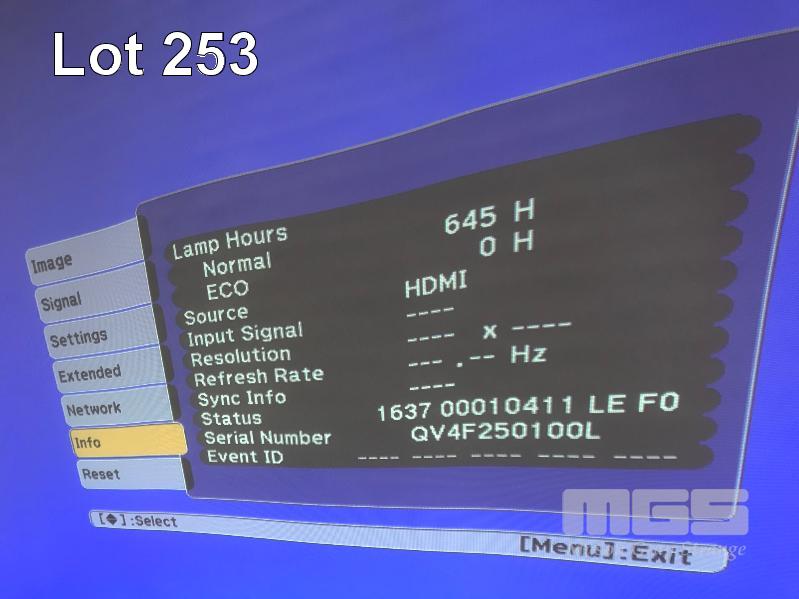 Lot 253
Image
Signal
Settings
Extended
Network
Info
Reset
Lamp Hours
Normal 645 H
ECO 0 H
Source HDMI
Input Signal ----
Resolution ---- x ----
Refresh Rate --- .-- Hz
Sync Info ----
Status 1637 00010411 LE F0
Serial Number QV4F250100L
Event ID ---- ---- ---- ---- ----
[◆]:Select
[Menu]:Exit
MGS